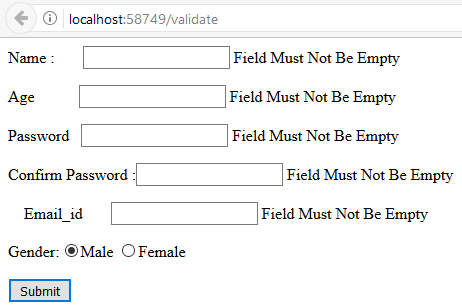 localhost:58749/validate
Name : Field Must Not Be Empty
Age Field Must Not Be Empty
Password Field Must Not Be Empty
Confirm Password : Field Must Not Be Empty
Email_id Field Must Not Be Empty
Gender: Male Female
Submit